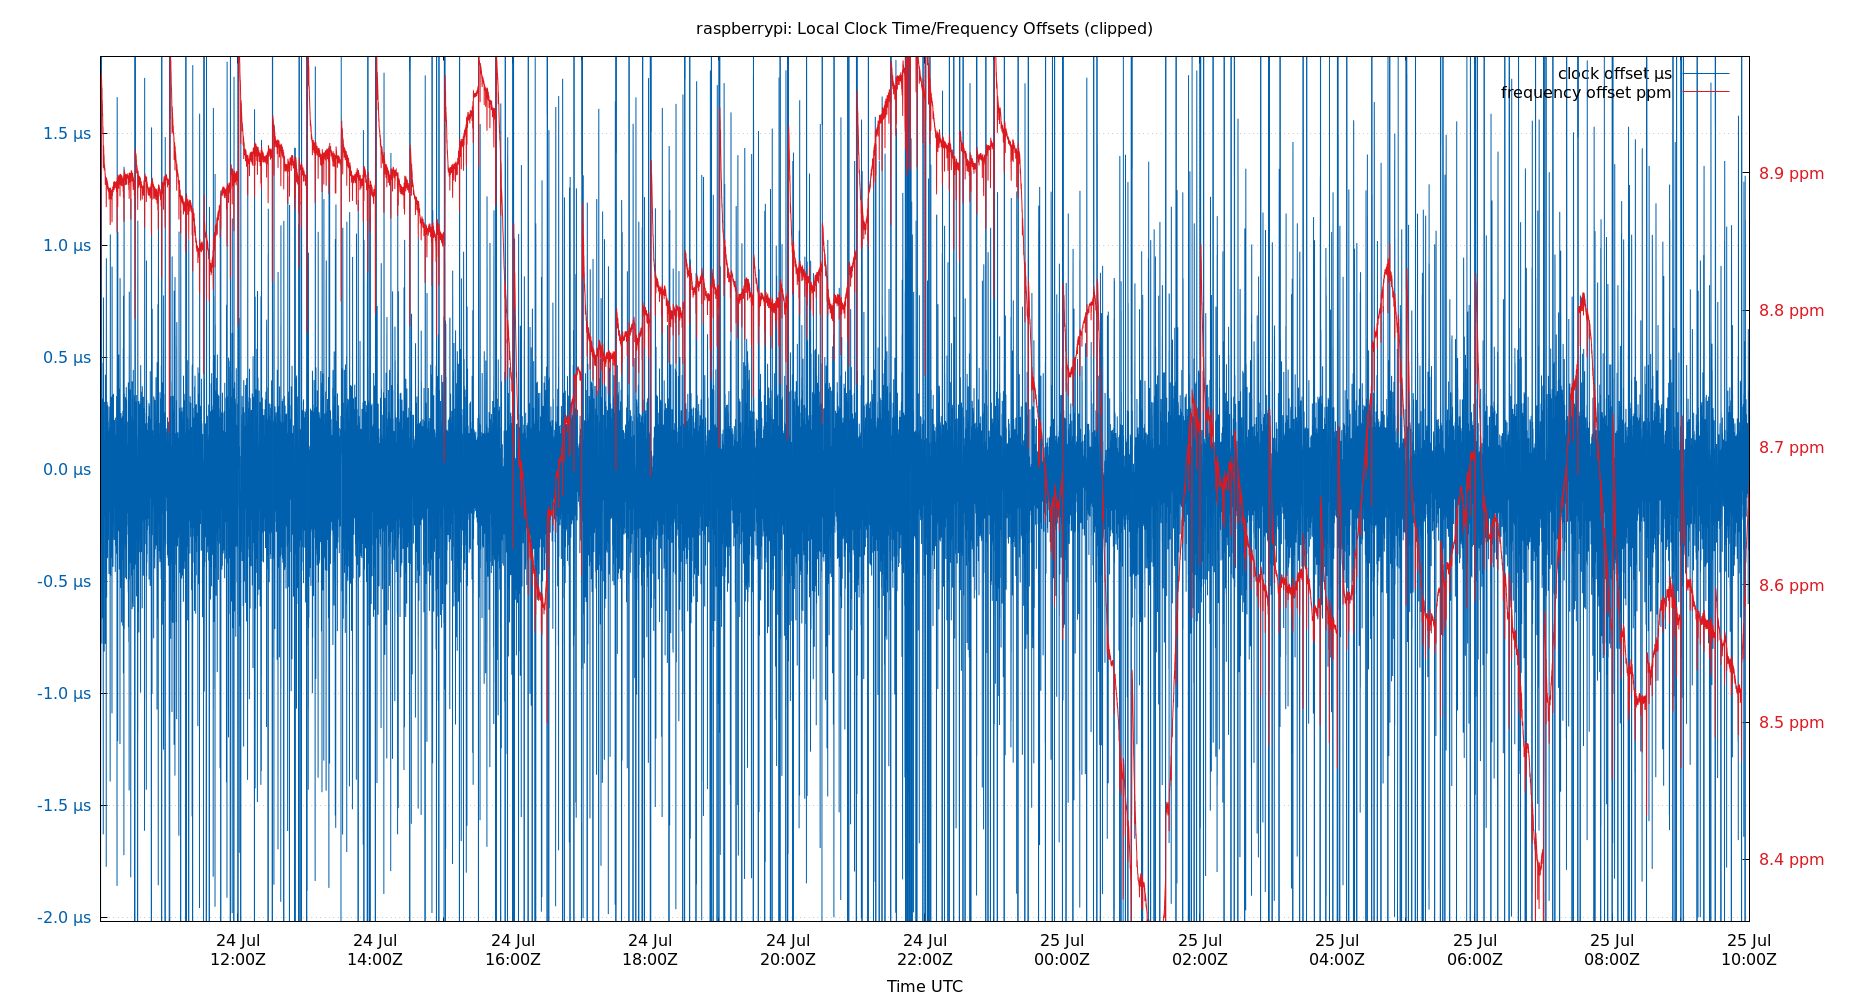 raspberrypi: Local Clock Time/Frequency Offsets (clipped)
clock offset µs
frequency offset ppm
1.5 µs
1.0 µs
0.5 µs
0.0 µs
-0.5 µs
-1.0 µs
-1.5 µs
-2.0 µs
8.9 ppm
8.8 ppm
8.7 ppm
8.6 ppm
8.5 ppm
8.4 ppm
24 Jul 24 Jul 24 Jul 24 Jul 24 Jul 24 Jul 25 Jul 25 Jul 25 Jul 25 Jul 25 Jul 25 Jul
12:00Z 14:00Z 16:00Z 18:00Z 20:00Z 22:00Z 00:00Z 02:00Z 04:00Z 06:00Z 08:00Z 10:00Z
Time UTC